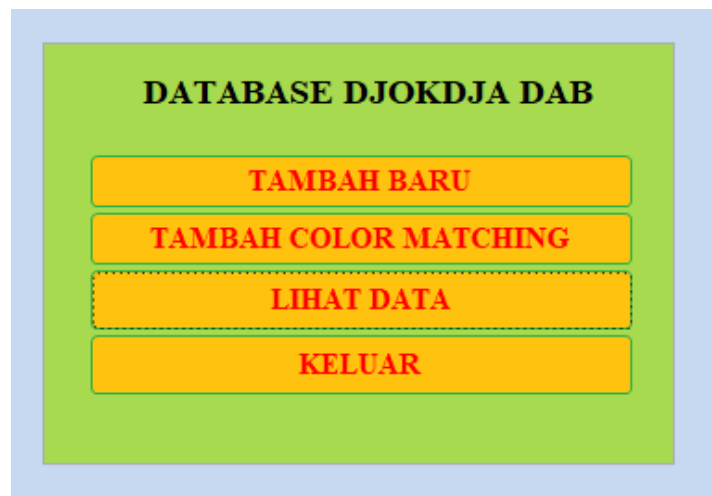 DATABASE DJOKDJA DAB
TAMBAH BARU
TAMBAH COLOR MATCHING
LIHAT DATA
KELUAR